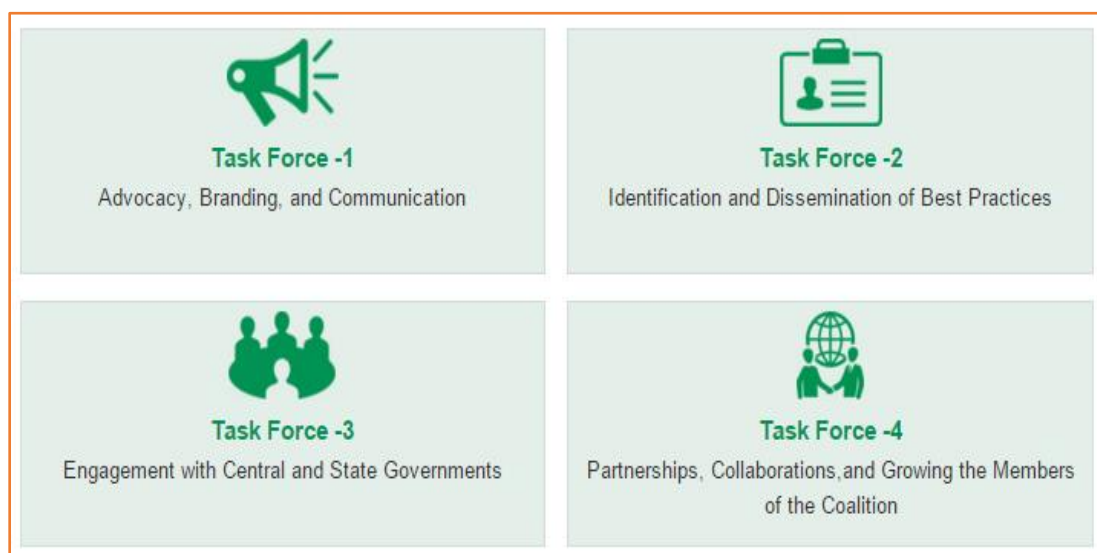 Task Force -1
Advocacy, Branding, and Communication
Task Force -2
Identification and Dissemination of Best Practices
Task Force -3
Engagement with Central and State Governments
Task Force -4
Partnerships, Collaborations,and Growing the Members
of the Coalition